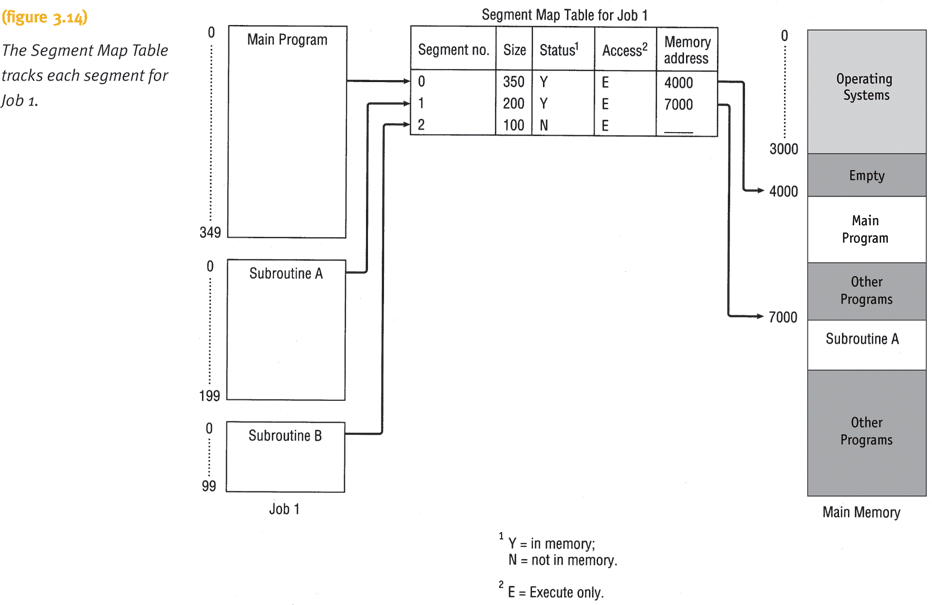 (figure 3.14)
The Segment Map Table
tracks each segment for
Job 1.
0
Main Program
349
0
Subroutine A
199
0
Subroutine B
99
Job 1
Segment Map Table for Job 1
Segment no. Size Status1 Access2 Memory address
0 350 Y E 4000
1 200 Y E 7000
2 100 N E
0
Operating
Systems
3000
Empty
4000
Main
Program
Other
Programs
7000
Subroutine A
Other
Programs
Main Memory
1 Y = in memory;
N = not in memory.
2 E = Execute only.